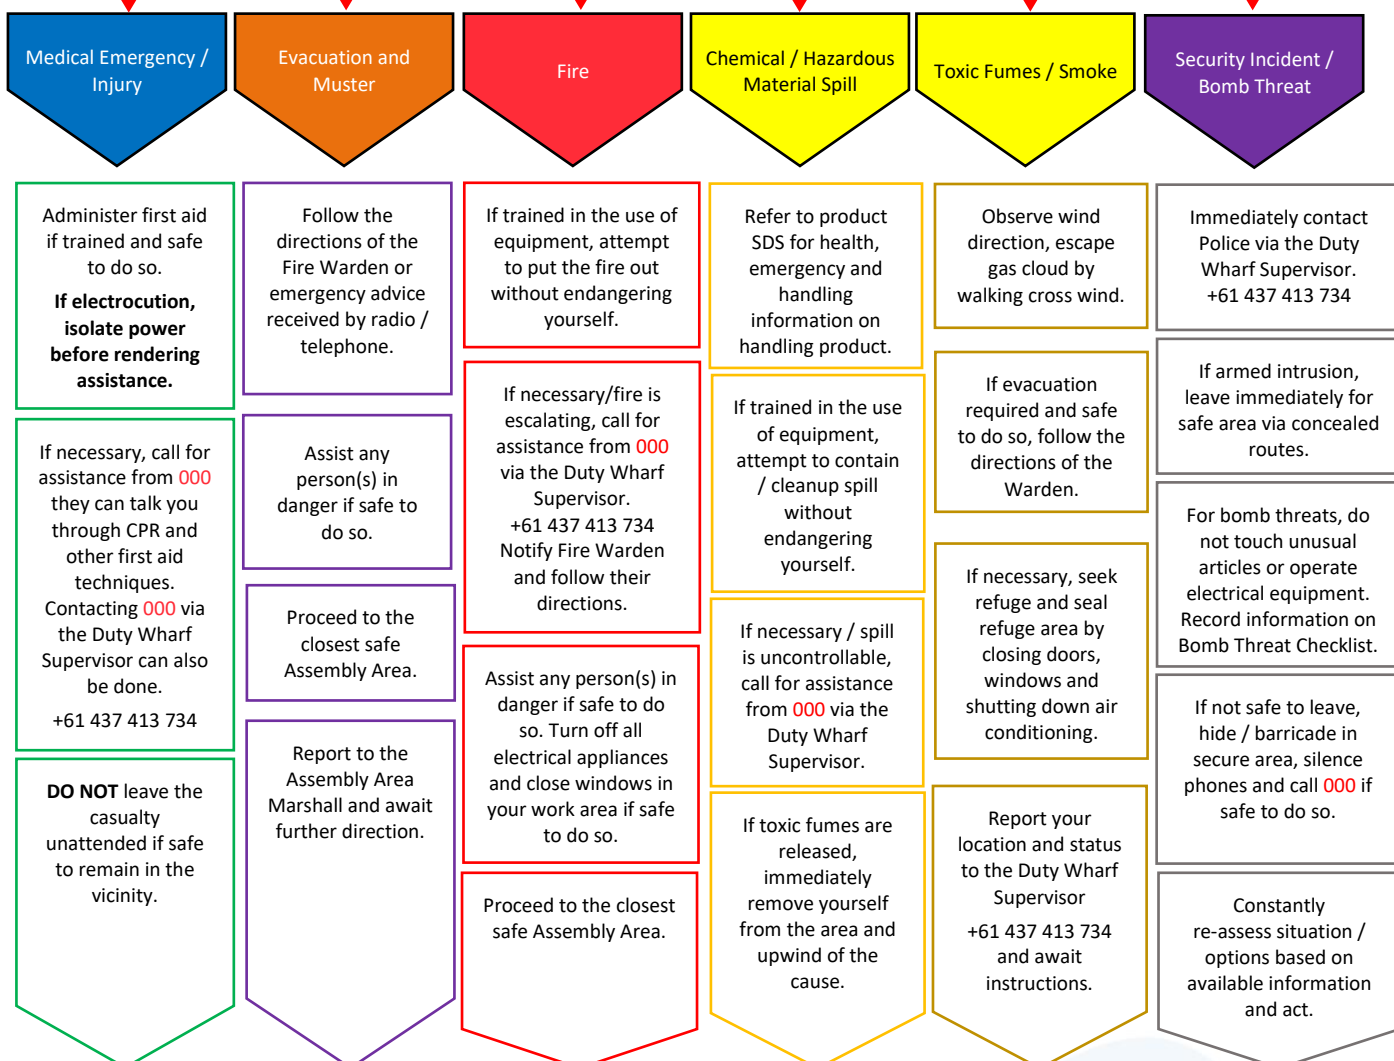 Medical Emergency /
Injury
Evacuation and
Muster
Fire
Chemical / Hazardous
Material Spill
Toxic Fumes / Smoke
Security Incident /
Bomb Threat
Administer first aid
if trained and safe
to do so.
If electrocution,
isolate power
before rendering
assistance.
If necessary, call for
assistance from 000
they can talk you
through CPR and
other first aid
techniques.
Contacting 000 via
the Duty Wharf
Supervisor can also
be done.
+61 437 413 734
DO NOT leave the
casualty
unattended if safe
to remain in the
vicinity.
Follow the
directions of the
Fire Warden or
emergency advice
received by radio /
telephone.
Assist any
person(s) in
danger if safe to
do so.
Proceed to the
closest safe
Assembly Area.
Report to the
Assembly Area
Marshall and await
further direction.
If trained in the use of
equipment, attempt
to put the fire out
without endangering
yourself.
If necessary/fire is
escalating, call for
assistance from 000
via the Duty Wharf
Supervisor.
+61 437 413 734
Notify Fire Warden
and follow their
directions.
Assist any person(s) in
danger if safe to do
so. Turn off all
electrical appliances
and close windows in
your work area if safe
to do so.
Proceed to the closest
safe Assembly Area.
Refer to product
SDS for health,
emergency and
handling
information on
handling product.
If trained in the use
of equipment,
attempt to contain
/ cleanup spill
without
endangering
yourself.
If necessary / spill
is uncontrollable,
call for assistance
from 000 via the
Duty Wharf
Supervisor.
If toxic fumes are
released,
immediately
remove yourself
from the area and
upwind of the
cause.
Observe wind
direction, escape
gas cloud by
walking cross wind.
If evacuation
required and safe
to do so, follow the
directions of the
Warden.
If necessary, seek
refuge and seal
refuge area by
closing doors,
windows and
shutting down air
conditioning.
Report your
location and status
to the Duty Wharf
Supervisor
+61 437 413 734
and await
instructions.
Immediately contact
Police via the Duty
Wharf Supervisor.
+61 437 413 734
If armed intrusion,
leave immediately for
safe area via concealed
routes.
For bomb threats, do
not touch unusual
articles or operate
electrical equipment.
Record information on
Bomb Threat Checklist.
If not safe to leave,
hide / barricade in
secure area, silence
phones and call 000 if
safe to do so.
Constantly
re-assess situation /
options based on
available information
and act.